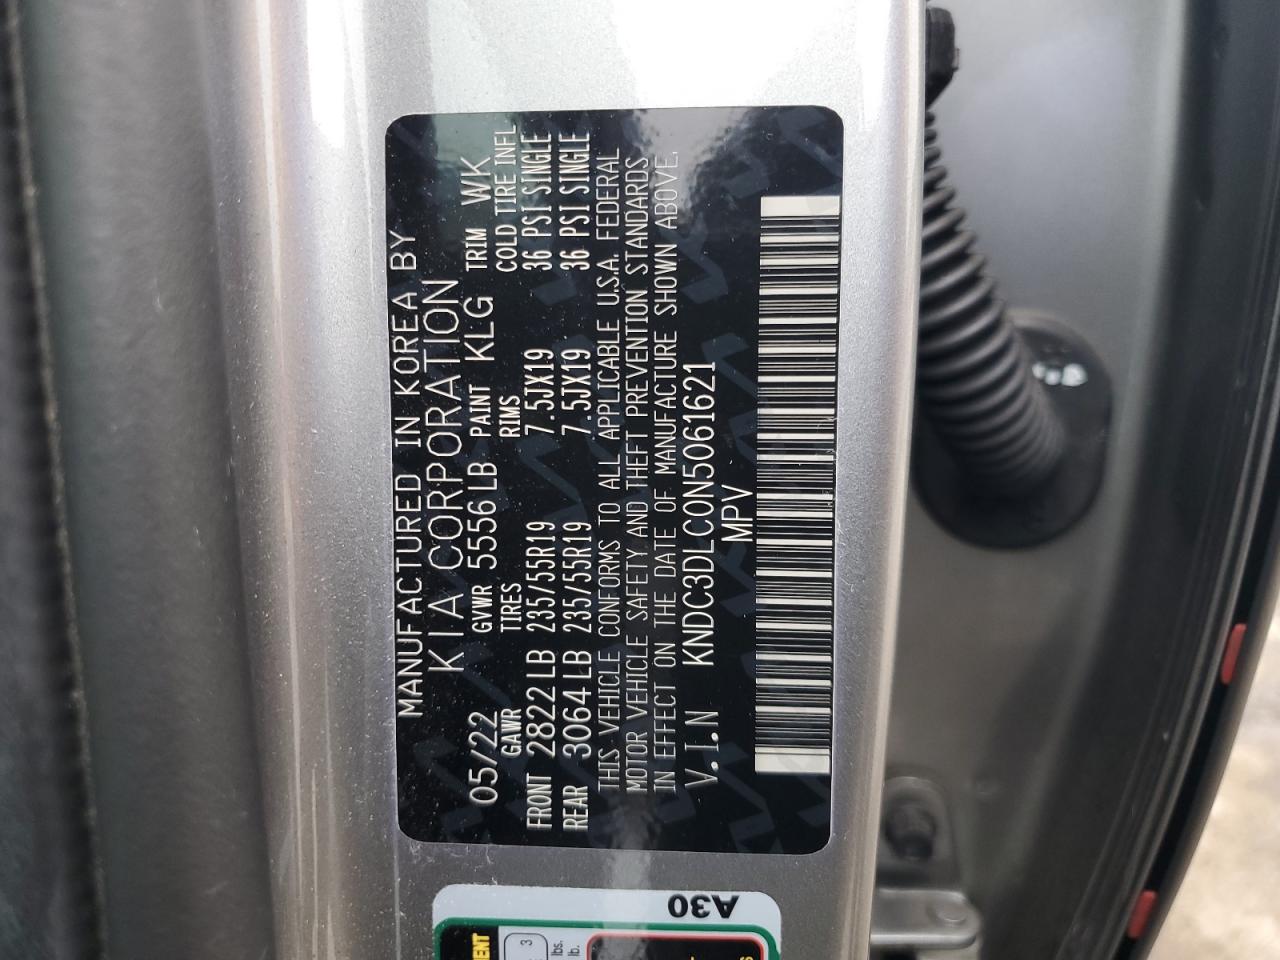 MANUFACTURED IN KOREA BY
KIA CORPORATION
05/22 GVWR 5556LB PAINT KLG TRIM WK
GAWR TIRES RIMS COLD TIRE INFL
FRONT 2822LB 235/55R19 7.5JX19 36 PSI SINGLE
REAR 3064LB 235/55R19 7.5JX19 36 PSI SINGLE
THIS VEHICLE CONFORMS TO ALL APPLICABLE U.S.A. FEDERAL
MOTOR VEHICLE SAFETY AND THEFT PREVENTION STANDARDS
IN EFFECT ON THE DATE OF MANUFACTURE SHOWN ABOVE.
V.I.N KNDC3DLC0N5061621
MPV
A30
3
lbs.
lb.